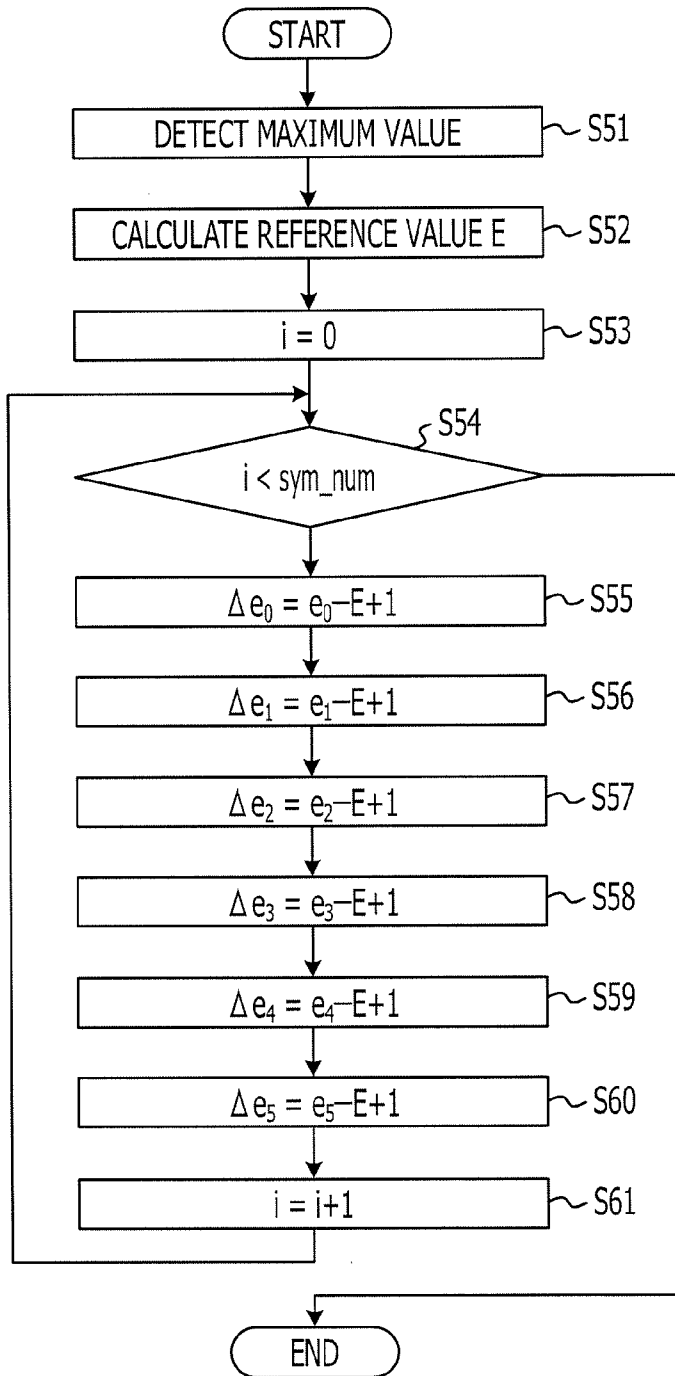 START
DETECT MAXIMUM VALUE
S51
CALCULATE REFERENCE VALUE E
S52
i = 0
S53
S54
i < sym_num
Δe₀ = e₀−E+1
S55
Δe₁ = e₁−E+1
S56
Δe₂ = e₂−E+1
S57
Δe₃ = e₃−E+1
S58
Δe₄ = e₄−E+1
S59
Δe₅ = e₅−E+1
S60
i = i+1
S61
END